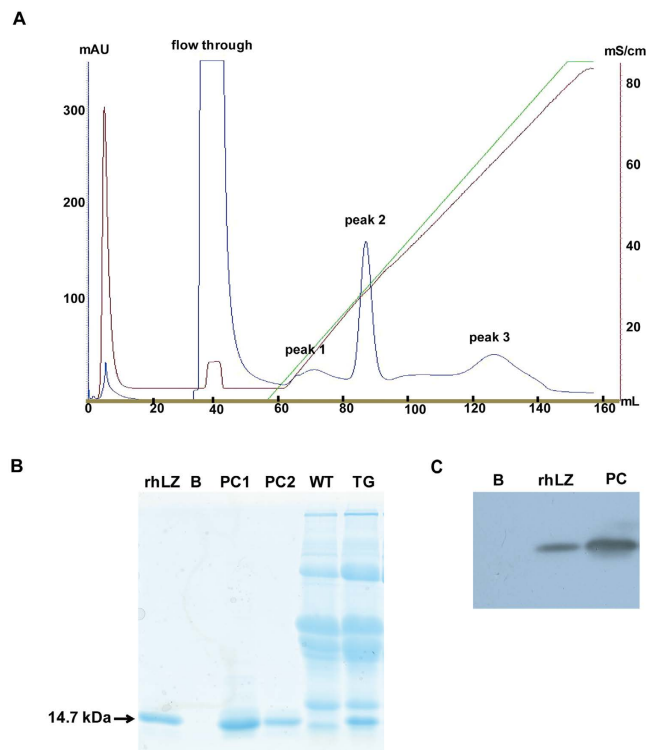 A
mAU
flow through
mS/cm
300
200
100
80
60
40
20
peak 1
peak 2
peak 3
0
20
40
60
80
100
120
140
160
mL
B
rhLZ B PC1 PC2 WT TG
14.7 kDa
C
B rhLZ PC